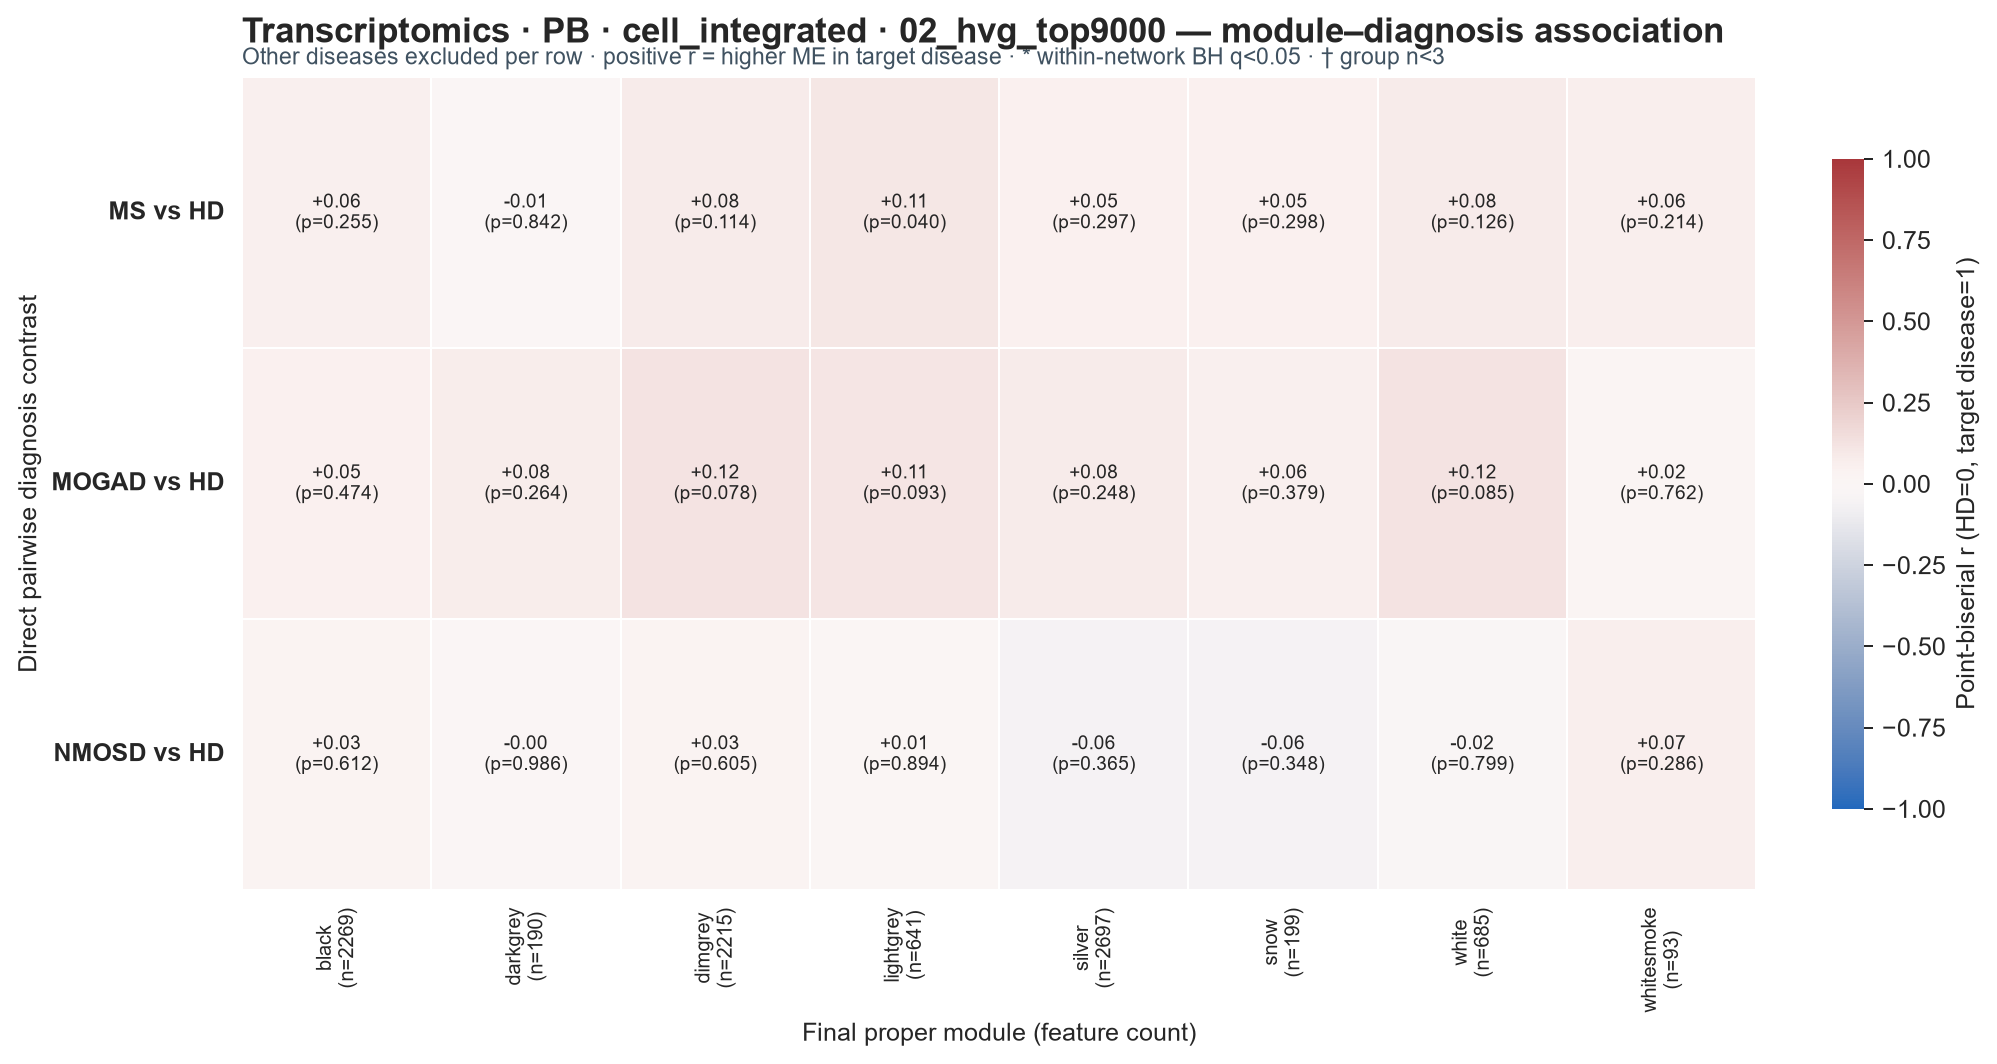 Transcriptomics · PB · cell_integrated · 02_hvg_top9000 — module–diagnosis association
Other diseases excluded per row · positive r = higher ME in target disease · * within-network BH q<0.05 · † group n<3
Direct pairwise diagnosis contrast
MS vs HD
+0.06
(p=0.255)
-0.01
(p=0.842)
+0.08
(p=0.114)
+0.11
(p=0.040)
+0.05
(p=0.297)
+0.05
(p=0.298)
+0.08
(p=0.126)
+0.06
(p=0.214)
MOGAD vs HD
+0.05
(p=0.474)
+0.08
(p=0.264)
+0.12
(p=0.078)
+0.11
(p=0.093)
+0.08
(p=0.248)
+0.06
(p=0.379)
+0.12
(p=0.085)
+0.02
(p=0.762)
NMOSD vs HD
+0.03
(p=0.612)
-0.00
(p=0.986)
+0.03
(p=0.605)
+0.01
(p=0.894)
-0.06
(p=0.365)
-0.06
(p=0.348)
-0.02
(p=0.799)
+0.07
(p=0.286)
black
(n=2269)
darkgrey
(n=190)
dimgrey
(n=2215)
lightgrey
(n=641)
silver
(n=2697)
snow
(n=199)
white
(n=685)
whitesmoke
(n=93)
Final proper module (feature count)
1.00
0.75
0.50
0.25
0.00
−0.25
−0.50
−0.75
−1.00
Point-biserial r (HD=0, target disease=1)